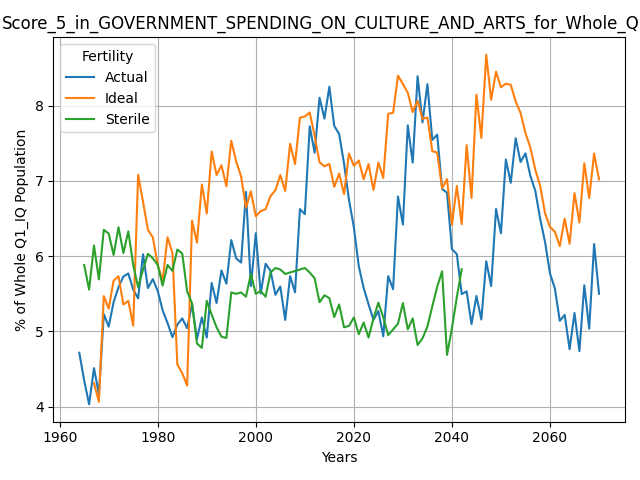 Score_5_in_GOVERNMENT_SPENDING_ON_CULTURE_AND_ARTS_for_Whole_Q
Fertility
Actual
Ideal
Sterile
% of Whole Q1_IQ Population
8
7
6
5
4
1960 1980 2000 2020 2040 2060
Years